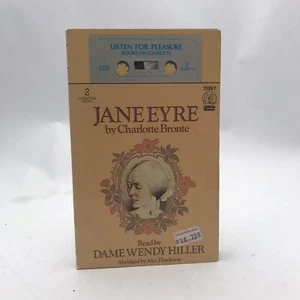 LISTEN FOR PLEASURE
BOOKS ON CASSETTE
2
JANE EYRE
by Charlotte Bronte
Read by
DAME WENDY HILLER
Abridged by Alec Thackeray